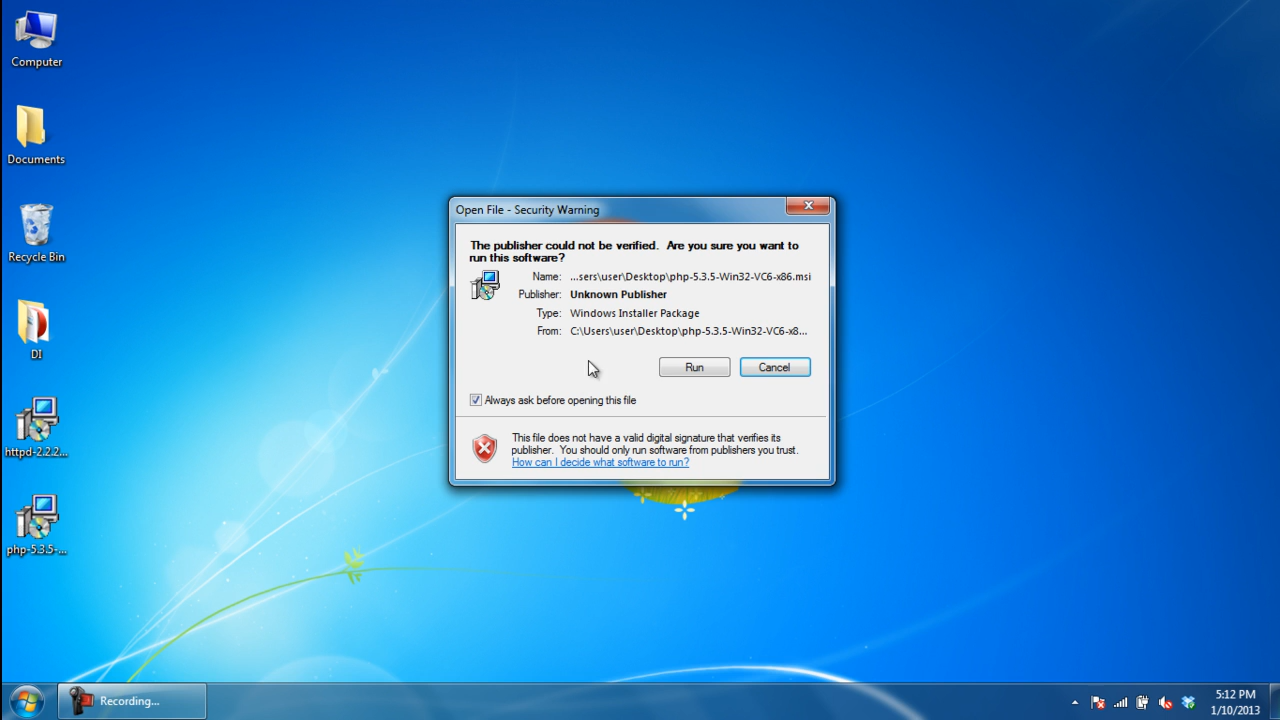 Computer
Documents
Recycle Bin
DI
httpd-2.2.2...
php-5.3.5-...
Open File - Security Warning
The publisher could not be verified. Are you sure you want to
run this software?
Name: ...sers\user\Desktop\php-5.3.5-Win32-VC6-x86.msi
Publisher: Unknown Publisher
Type: Windows Installer Package
From: C:\Users\user\Desktop\php-5.3.5-Win32-VC6-x8...
Run Cancel
Always ask before opening this file
This file does not have a valid digital signature that verifies its
publisher. You should only run software from publishers you trust.
How can I decide what software to run?
Recording...
5:12 PM
1/10/2013